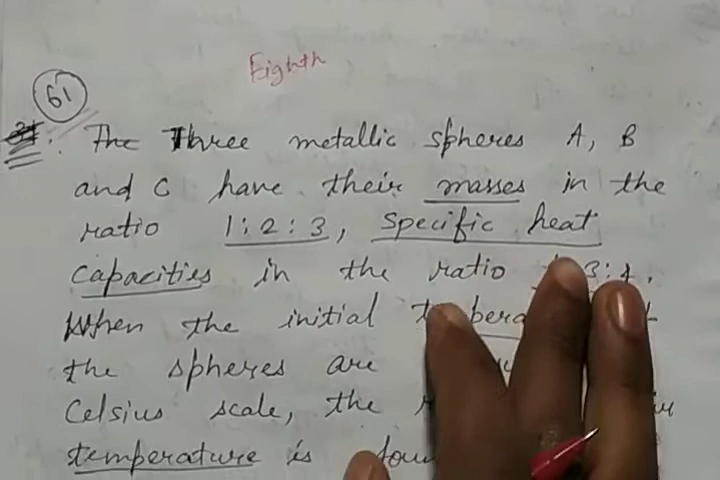 Eighth
61
The Three metallic spheres A, B
and C have their masses in the
ratio 1:2:3, specific heat
capacities in the ratio 3:
When the initial
the spheres are
Celsius scale, the
temperature is